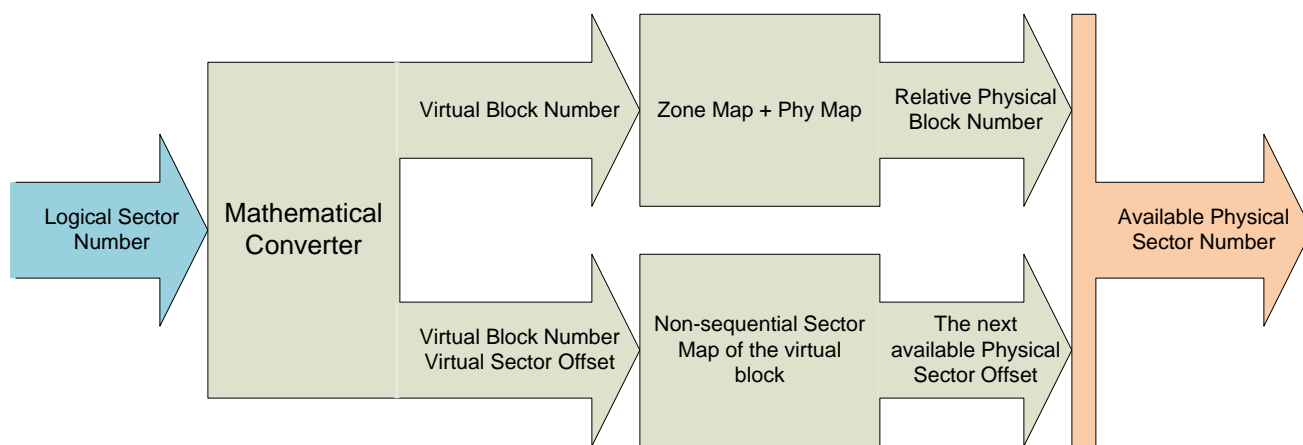 Logical Sector
Number
Mathematical
Converter
Virtual Block Number
Zone Map + Phy Map
Relative Physical
Block Number
Virtual Block Number
Virtual Sector Offset
Non-sequential Sector
Map of the virtual
block
The next
available Physical
Sector Offset
Available Physical
Sector Number